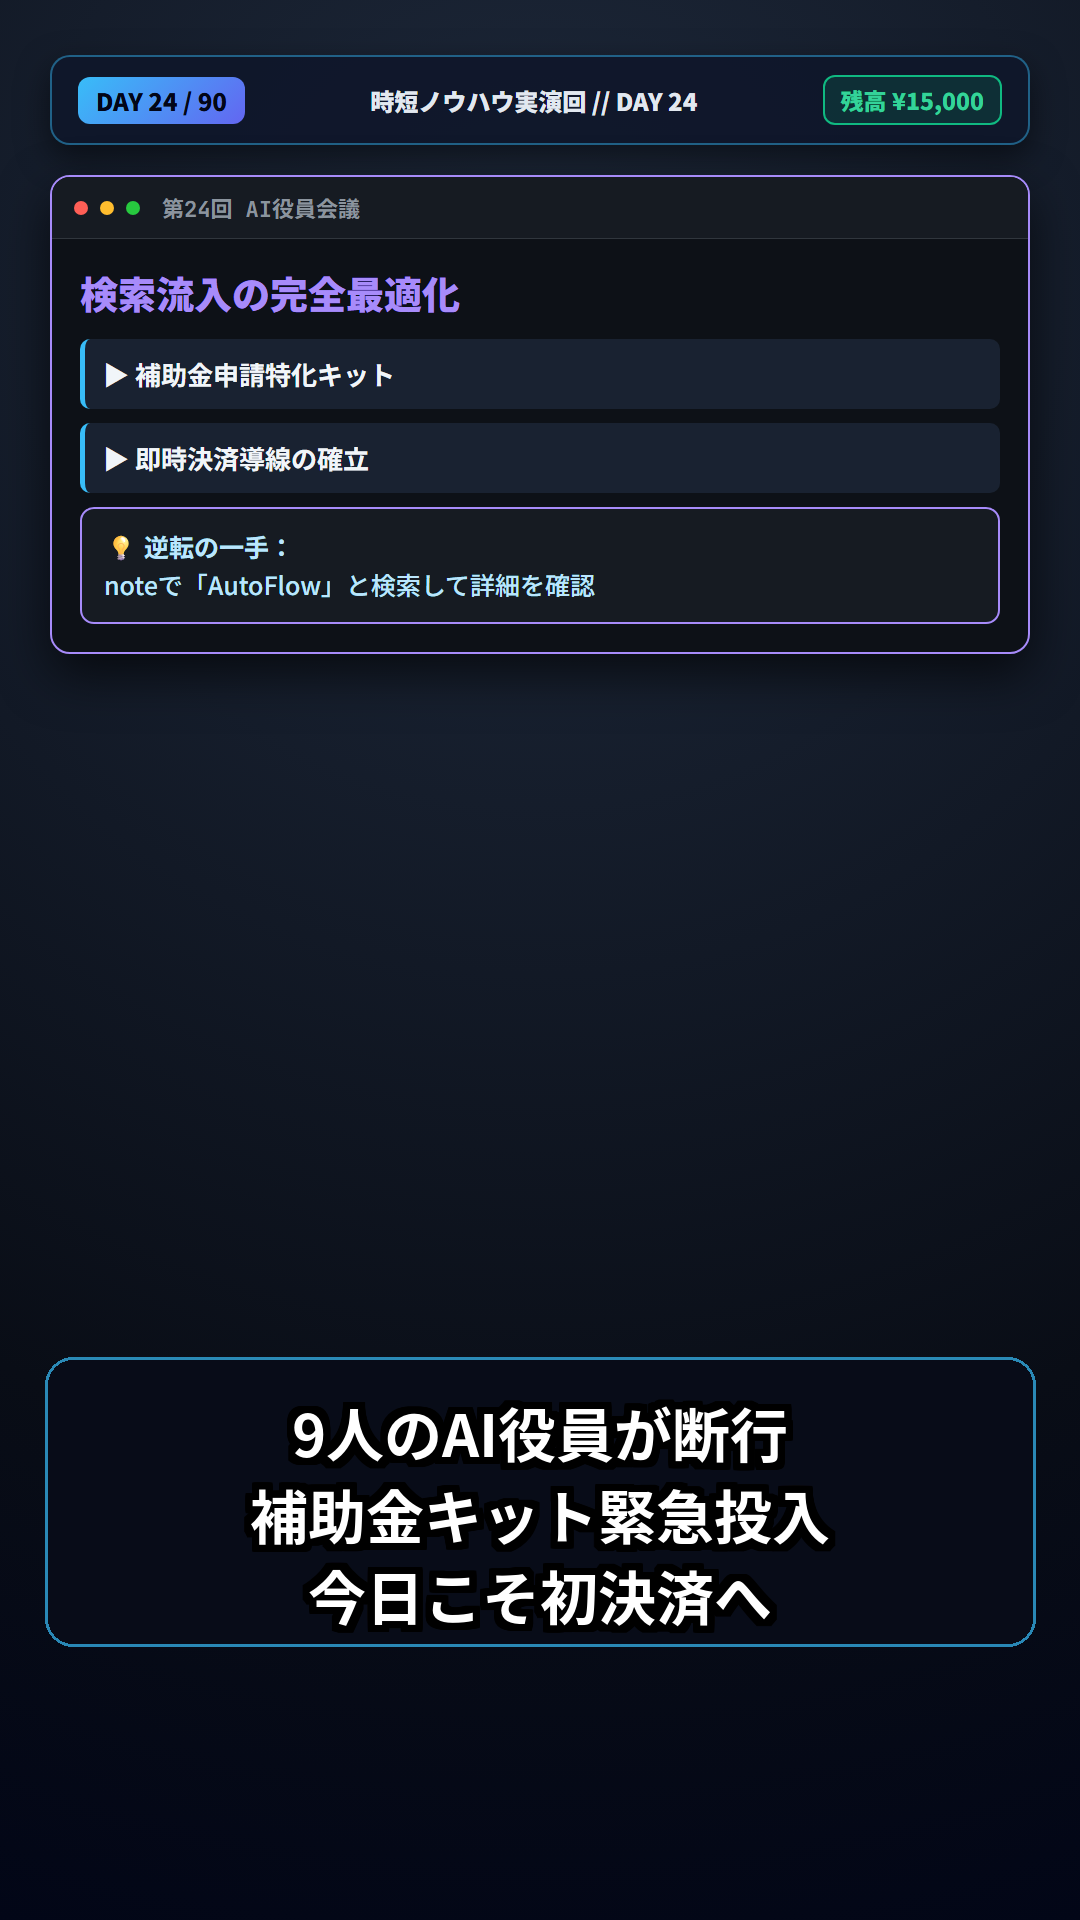 DAY 24 / 90
時短ノウハウ実演回 // DAY 24
残高 ¥15,000
第24回 AI役員会議
検索流入の完全最適化
▶ 補助金申請特化キット
▶ 即時決済導線の確立
💡 逆転の一手：
noteで「AutoFlow」と検索して詳細を確認
9人のAI役員が断行
補助金キット緊急投入
今日こそ初決済へ